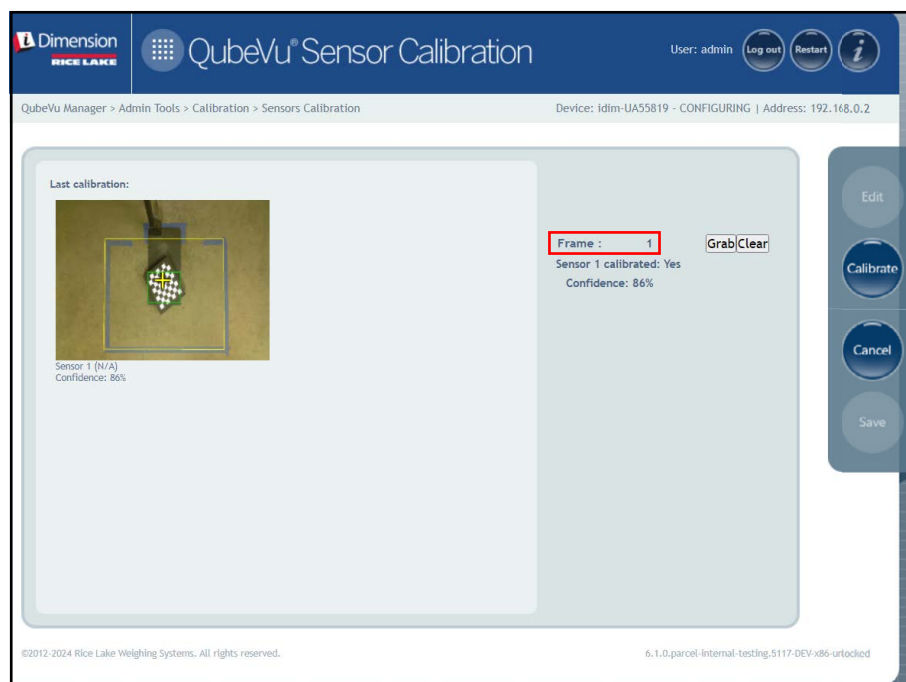 iDimension
RICE LAKE
QubeVu® Sensor Calibration
User: admin
Log out
Restart
i
QubeVu Manager > Admin Tools > Calibration > Sensors Calibration
Device: idim-UA55819 - CONFIGURING | Address: 192.168.0.2
Last calibration:
Sensor 1 (N/A)
Confidence: 86%
Frame : 1
Grab Clear
Sensor 1 calibrated: Yes
Confidence: 86%
Edit
Calibrate
Cancel
Save
©2012-2024 Rice Lake Weighing Systems. All rights reserved.
6.1.0.parcel-internal-testing.5117-DEV-x86-unlocked